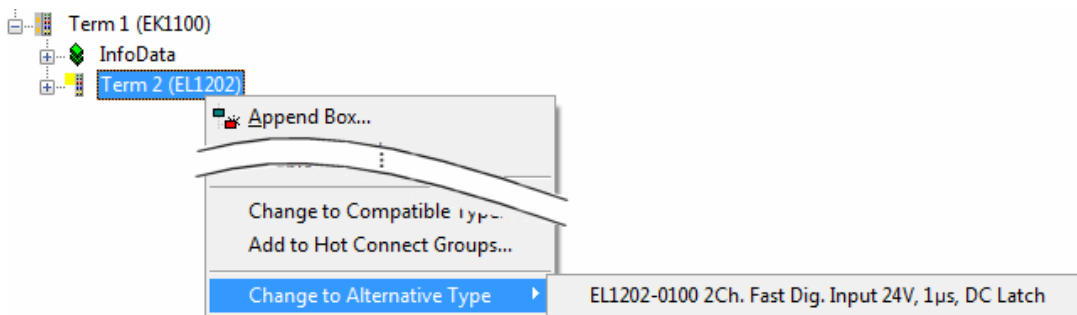 Term 1 (EK1100)
InfoData
Term 2 (EL1202)
Append Box...
Change to Compatible
Add to Hot Connect Groups...
Change to Alternative Type
EL1202-0100 2Ch. Fast Dig. Input 24V, 1µs, DC Latch